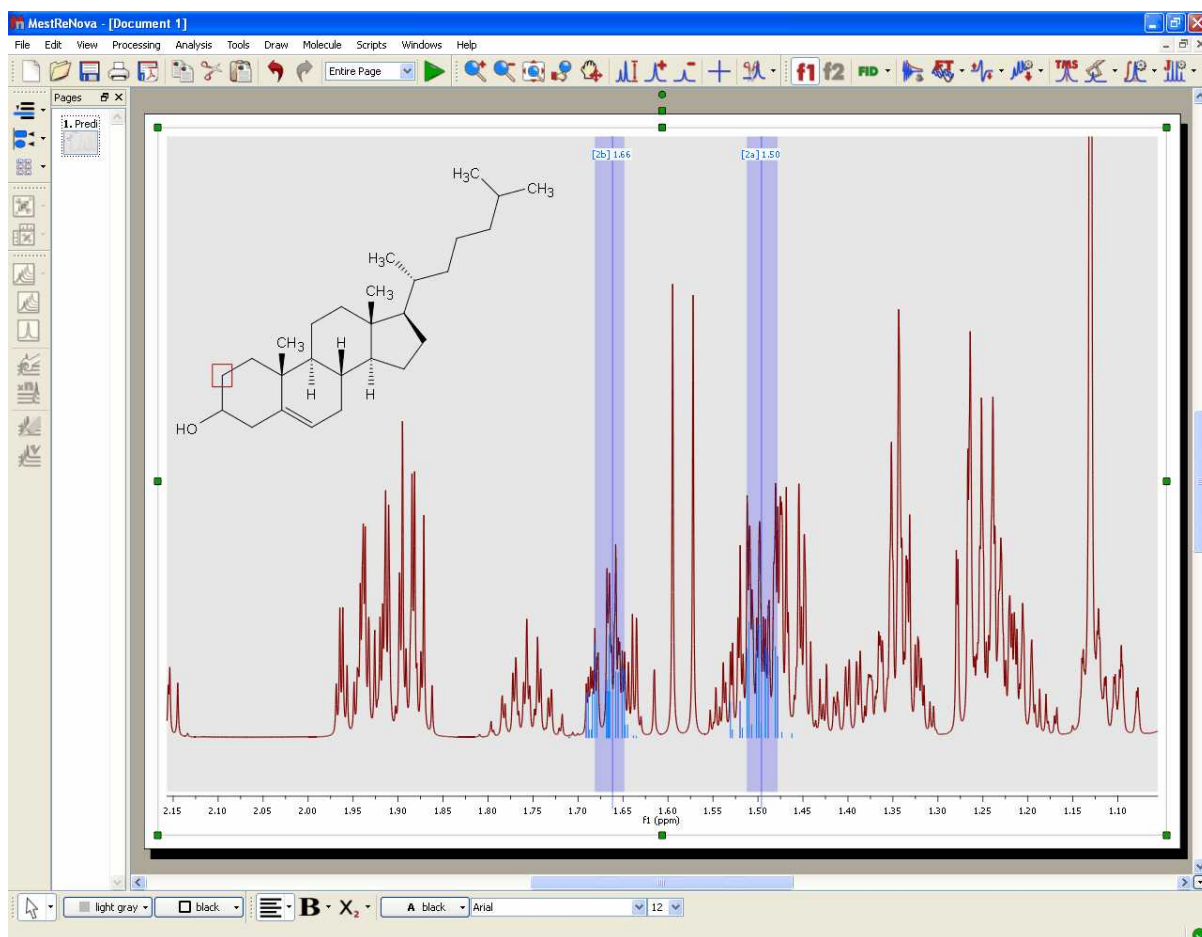 MestReNova - [Document 1]
File Edit View Processing Analysis Tools Draw Molecule Scripts Windows Help
Entire Page
f1 f2 FID FT TMS
Pages
1. Predi
[2b] 1.66 [2a] 1.50
H3C
CH3
H3C
CH3
CH3 H
H H
HO
2.15 2.10 2.05 2.00 1.95 1.90 1.85 1.80 1.75 1.70 1.65 1.60 1.55 1.50 1.45 1.40 1.35 1.30 1.25 1.20 1.15 1.10
f1 (ppm)
light gray black B X2 A black Arial 12